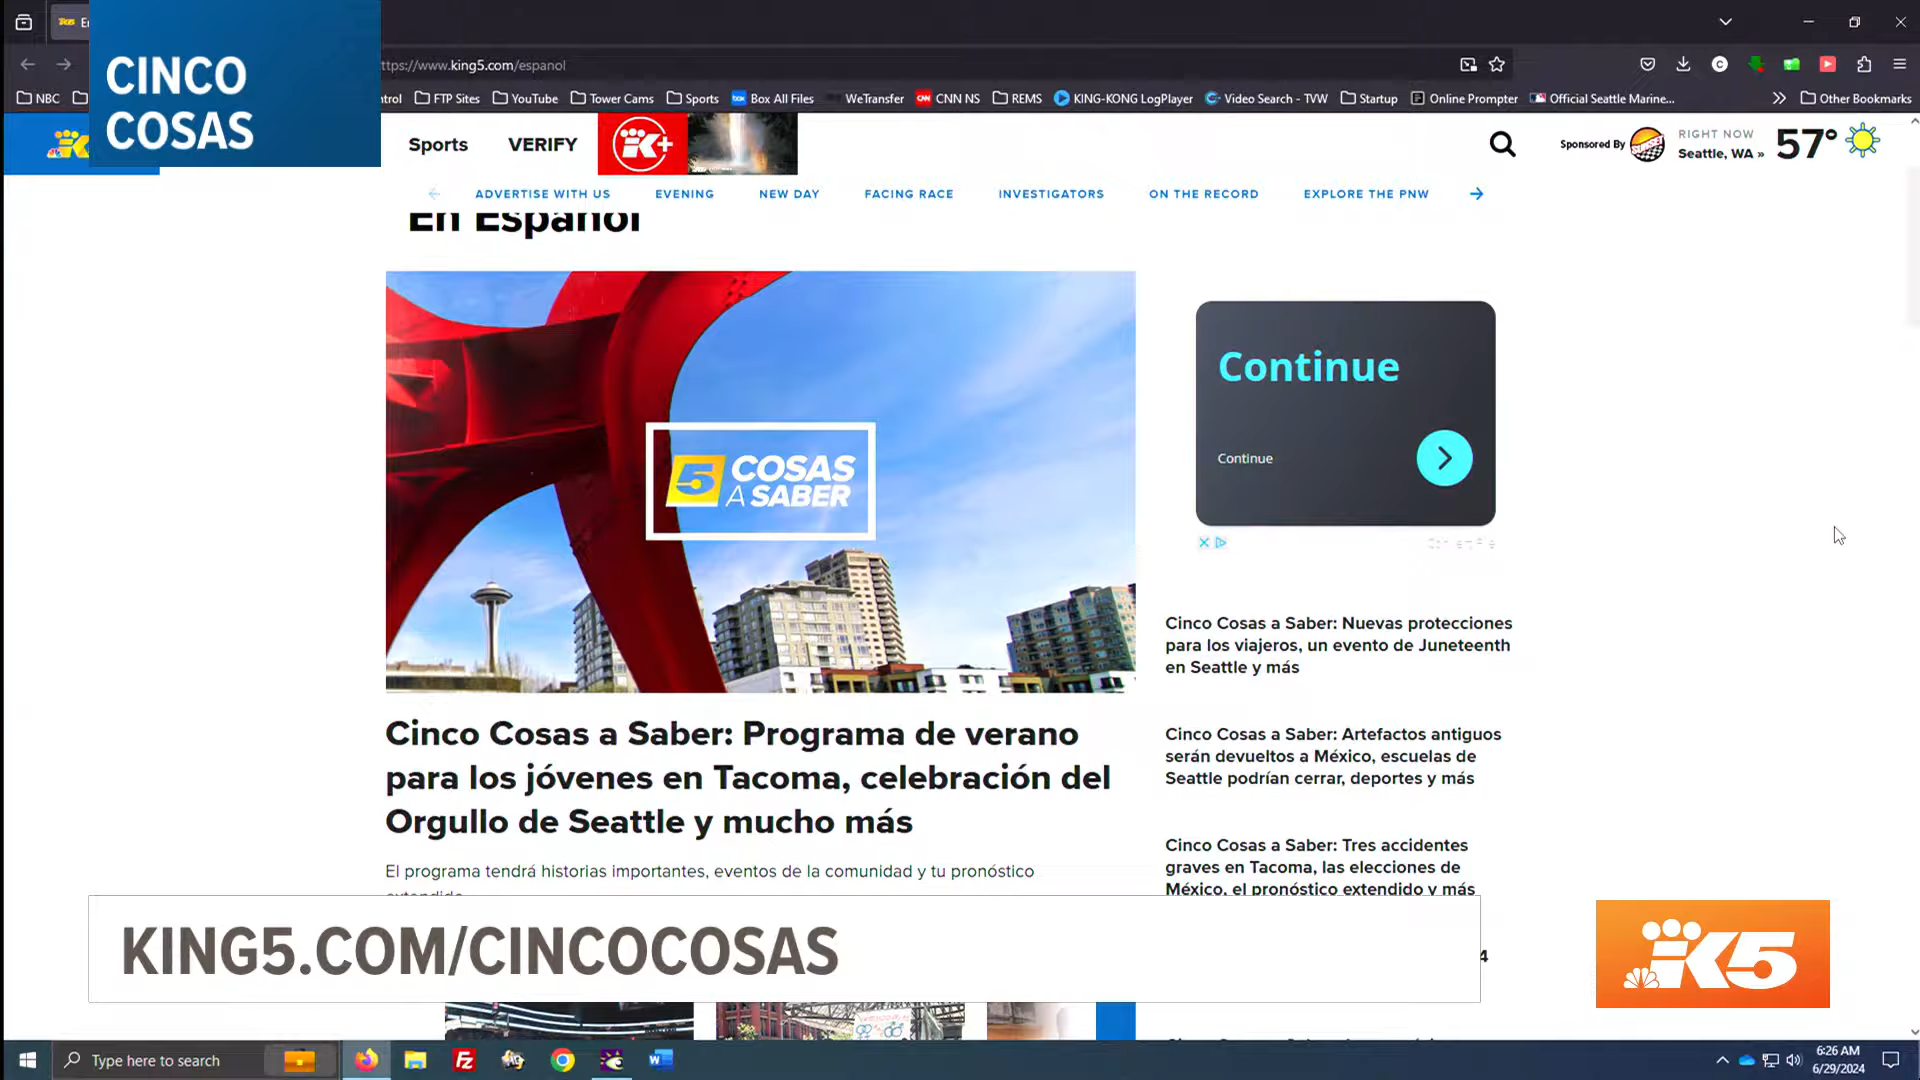 CINCO
COSAS
ttps://www.king5.com/espanol
NBC
trol
FTP Sites
YouTube
Tower Cams
Sports
Box All Files
WeTransfer
CNN NS
REMS
KING-KONG LogPlayer
Video Search - TVW
Startup
Online Prompter
Official Seattle Marine...
Other Bookmarks
Sports
VERIFY
K+
Sponsored By
SUNSET
RIGHT NOW
Seattle, WA »
57°
ADVERTISE WITH US
EVENING
NEW DAY
FACING RACE
INVESTIGATORS
ON THE RECORD
EXPLORE THE PNW
En Español
5 COSAS
A SABER
Continue
Continue
Cinco Cosas a Saber: Programa de verano
para los jóvenes en Tacoma, celebración del
Orgullo de Seattle y mucho más
El programa tendrá historias importantes, eventos de la comunidad y tu pronóstico
extendido
Cinco Cosas a Saber: Nuevas protecciones
para los viajeros, un evento de Juneteenth
en Seattle y más
Cinco Cosas a Saber: Artefactos antiguos
serán devueltos a México, escuelas de
Seattle podrían cerrar, deportes y más
Cinco Cosas a Saber: Tres accidentes
graves en Tacoma, las elecciones de
México, el pronóstico extendido y más
4
KING5.COM/CINCOCOSAS
K5
Type here to search
6:26 AM
6/29/2024